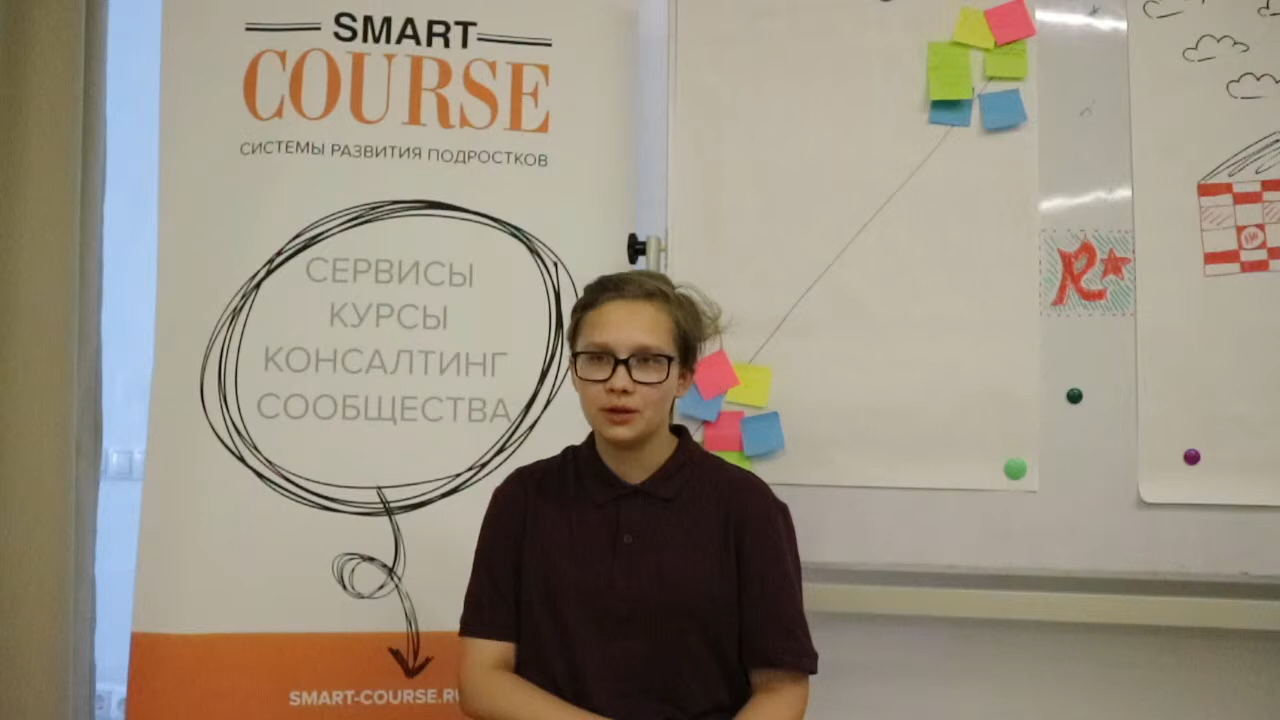 SMART
COURSE
СИСТЕМЫ РАЗВИТИЯ ПОДРОСТКОВ
СЕРВИСЫ
КУРСЫ
КОНСАЛТИНГ
СООБЩЕСТВА
SMART-COURSE.RU
R